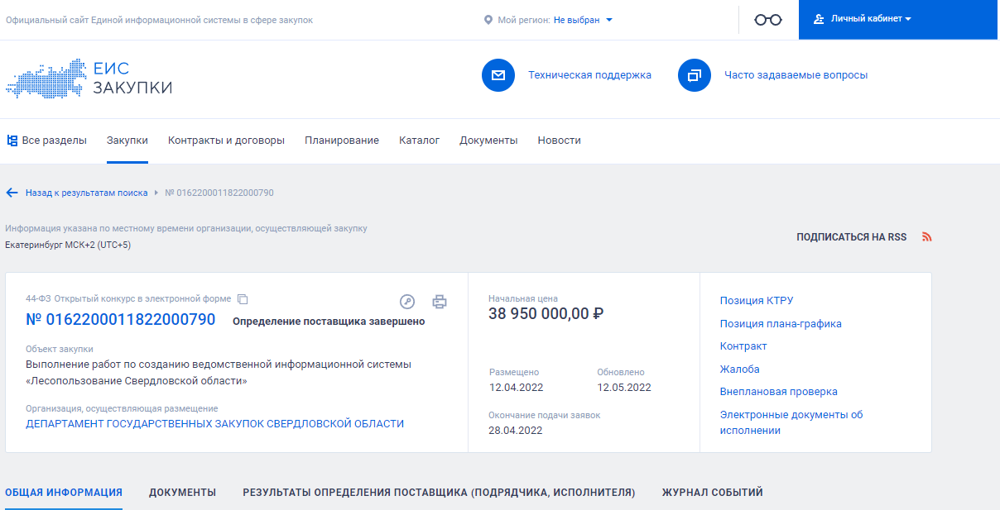 Официальный сайт Единой информационной системы в сфере закупок
Мой регион: Не выбран
Личный кабинет
ЕИС
ЗАКУПКИ
Техническая поддержка
Часто задаваемые вопросы
Все разделы
Закупки
Контракты и договоры
Планирование
Каталог
Документы
Новости
Назад к результатам поиска
№ 0162200011822000790
Информация указана по местному времени организации, осуществляющей закупку
Екатеринбург МСК+2 (UTC+5)
ПОДПИСАТЬСЯ НА RSS
44-ФЗ Открытый конкурс в электронной форме
№ 0162200011822000790 Определение поставщика завершено
Объект закупки
Выполнение работ по созданию ведомственной информационной системы
«Лесопользование Свердловской области»
Организация, осуществляющая размещение
ДЕПАРТАМЕНТ ГОСУДАРСТВЕННЫХ ЗАКУПОК СВЕРДЛОВСКОЙ ОБЛАСТИ
Начальная цена
38 950 000,00 ₽
Размещено
12.04.2022
Обновлено
12.05.2022
Окончание подачи заявок
28.04.2022
Позиция КТРУ
Позиция плана-графика
Контракт
Жалоба
Внеплановая проверка
Электронные документы об
исполнении
ОБЩАЯ ИНФОРМАЦИЯ
ДОКУМЕНТЫ
РЕЗУЛЬТАТЫ ОПРЕДЕЛЕНИЯ ПОСТАВЩИКА (ПОДРЯДЧИКА, ИСПОЛНИТЕЛЯ)
ЖУРНАЛ СОБЫТИЙ